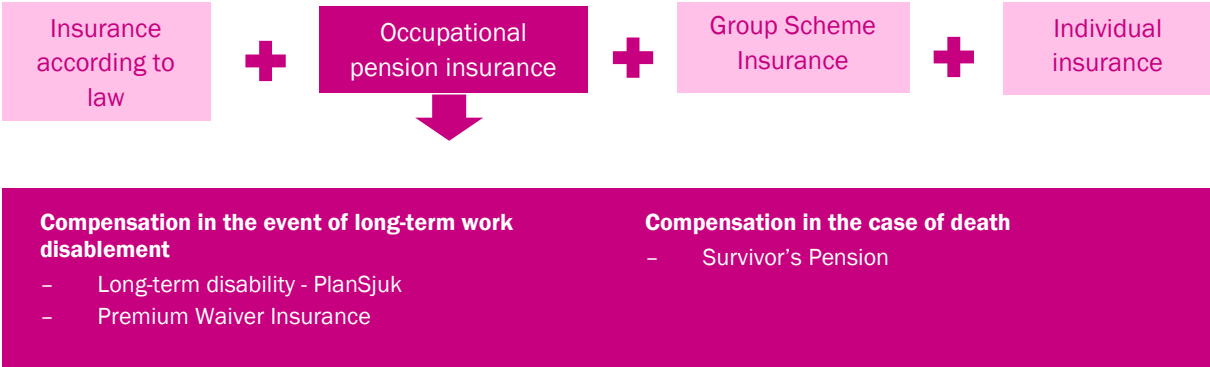 Insurance
according to
law
Occupational
pension insurance
Group Scheme
Insurance
Individual
insurance
Compensation in the event of long-term work
disablement
– Long-term disability - PlanSjuk
– Premium Waiver Insurance
Compensation in the case of death
– Survivor's Pension